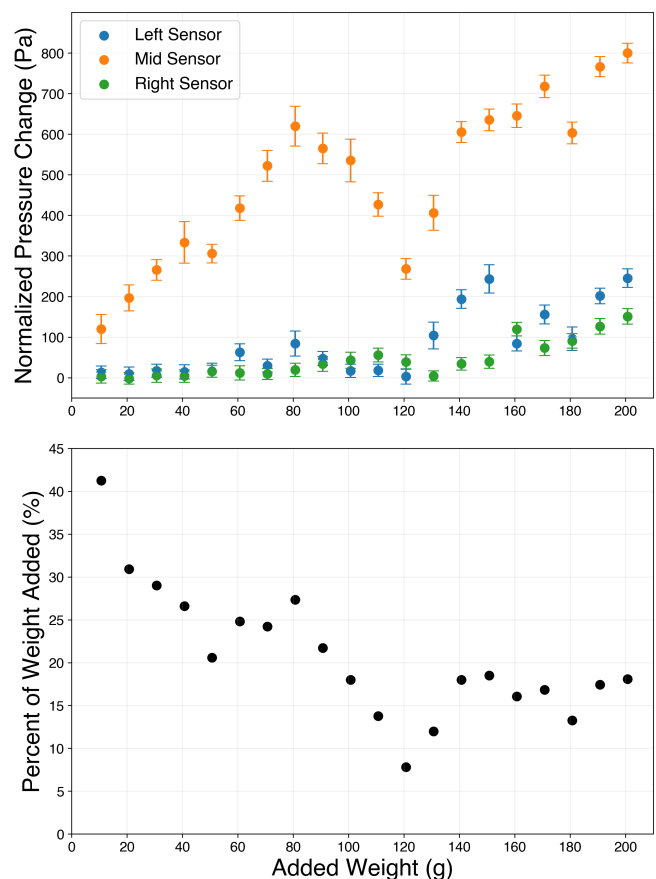 Left Sensor
Mid Sensor
Right Sensor
Normalized Pressure Change (Pa)
800
700
600
500
400
300
200
100
0
0 20 40 60 80 100 120 140 160 180 200
Percent of Weight Added (%)
45
40
35
30
25
20
15
10
5
0
0 20 40 60 80 100 120 140 160 180 200
Added Weight (g)